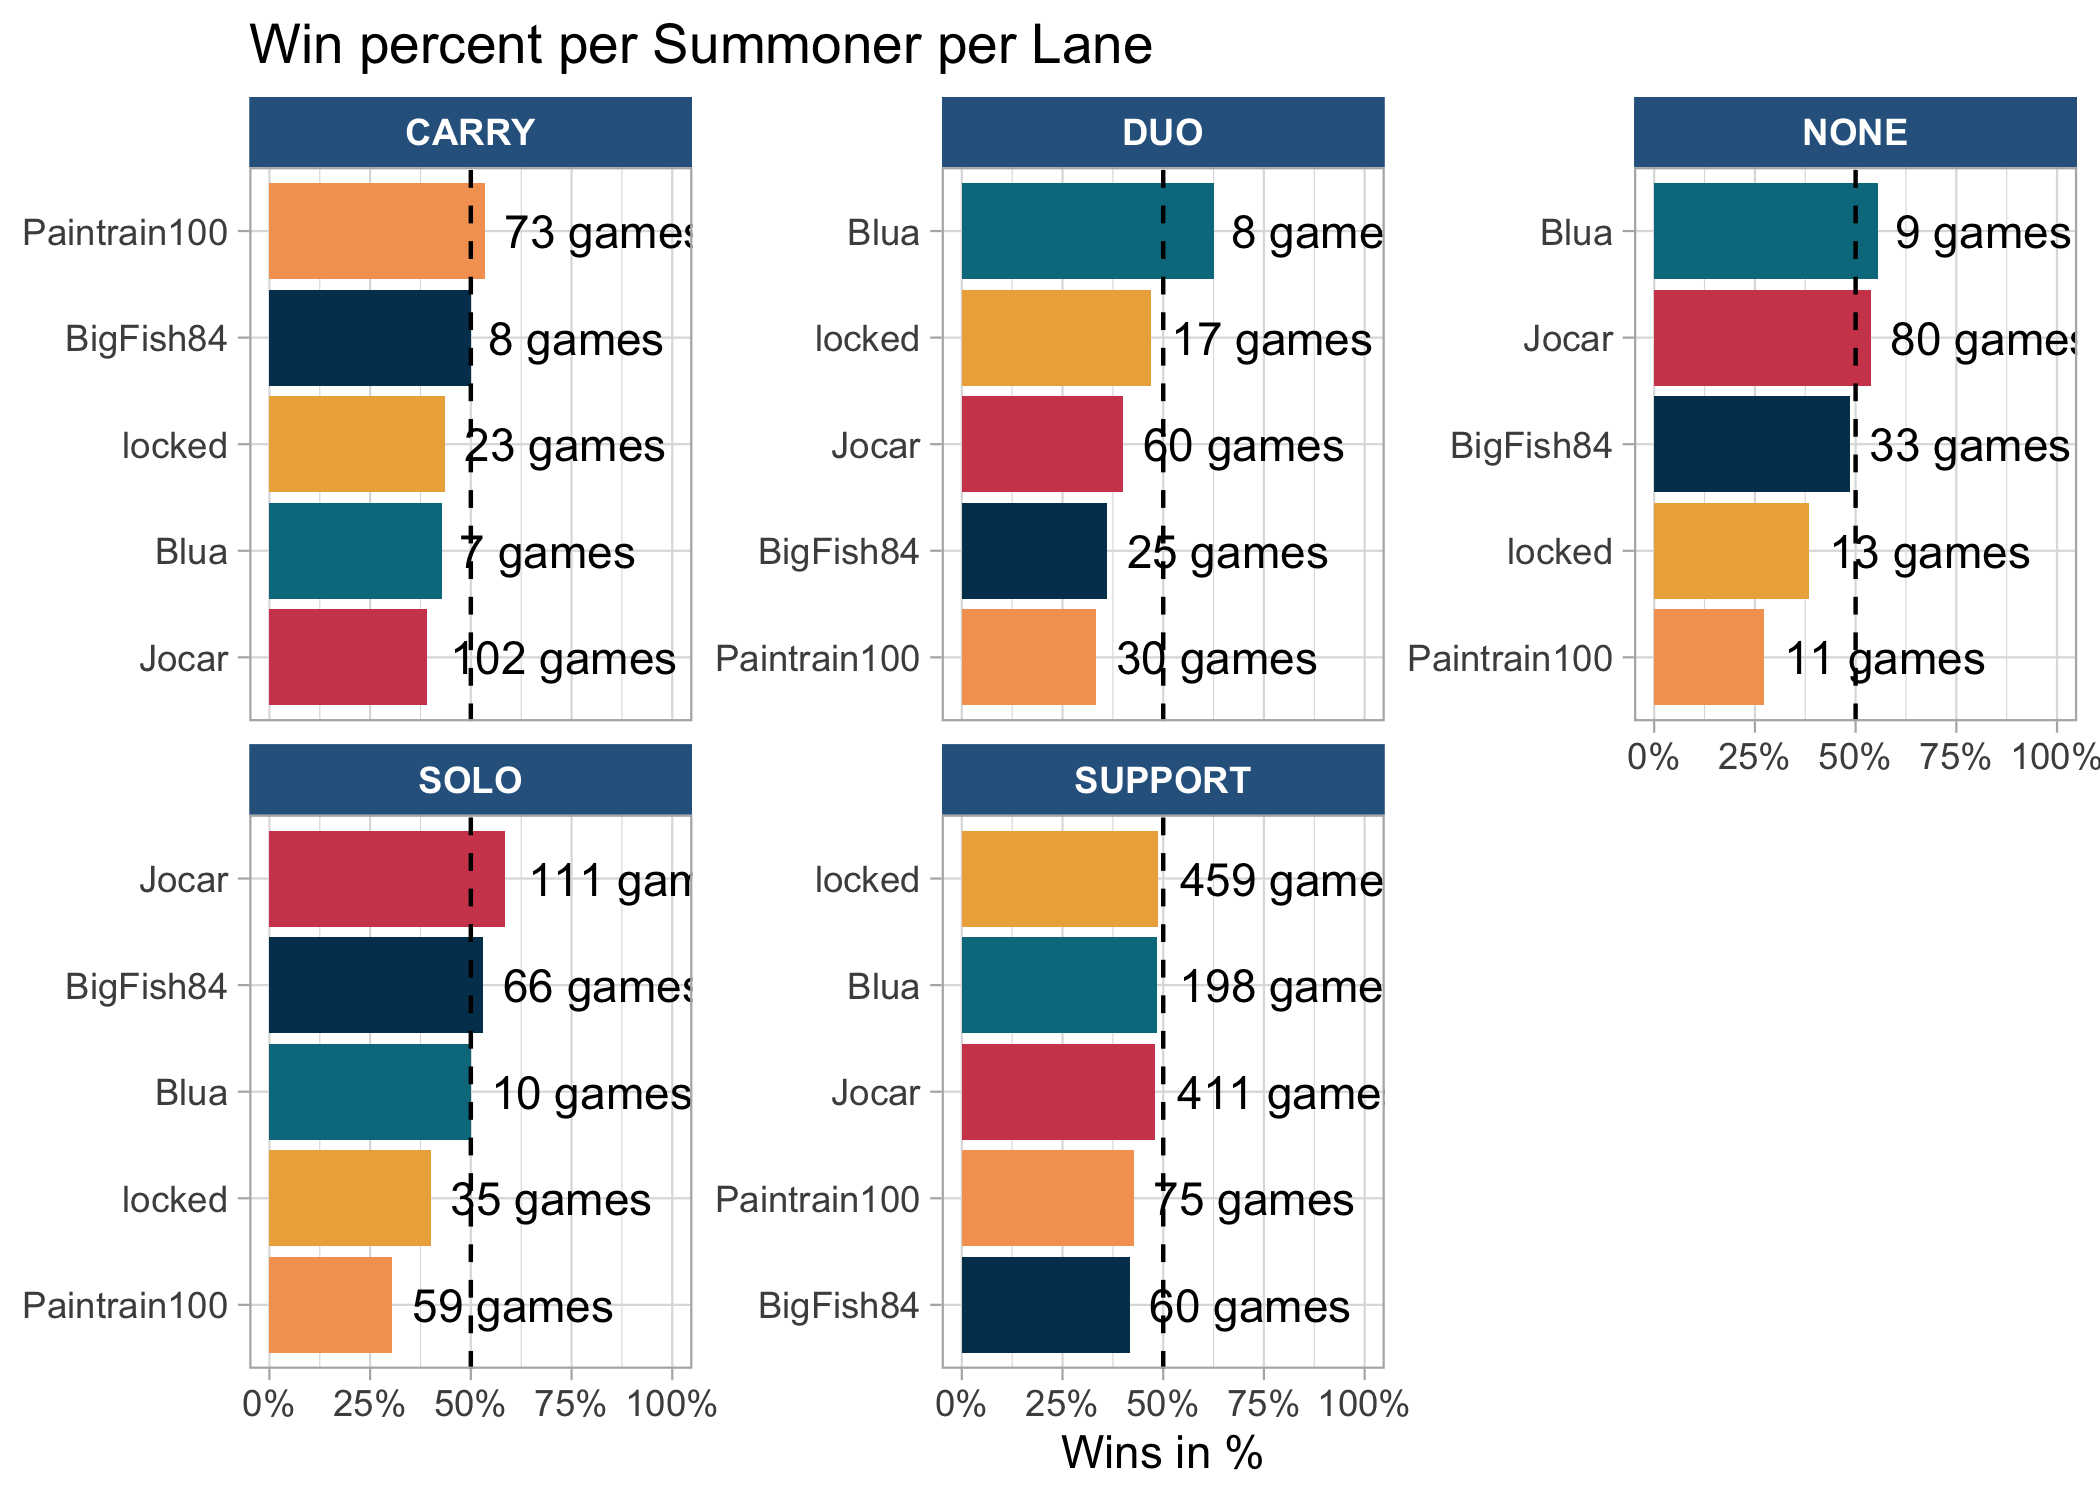 Win percent per Summoner per Lane
CARRY
Paintrain100 73 games
BigFish84 8 games
locked 23 games
Blua 7 games
Jocar 102 games
DUO
Blua 8 game
locked 17 games
Jocar 60 games
BigFish84 25 games
Paintrain100 30 games
NONE
Blua 9 games
Jocar 80 games
BigFish84 33 games
locked 13 games
Paintrain100 11 games
0% 25% 50% 75% 100%
SOLO
Jocar 111 gam
BigFish84 66 games
Blua 10 games
locked 35 games
Paintrain100 59 games
0% 25% 50% 75% 100%
SUPPORT
locked 459 game
Blua 198 game
Jocar 411 game
Paintrain100 75 games
BigFish84 60 games
0% 25% 50% 75% 100%
Wins in %